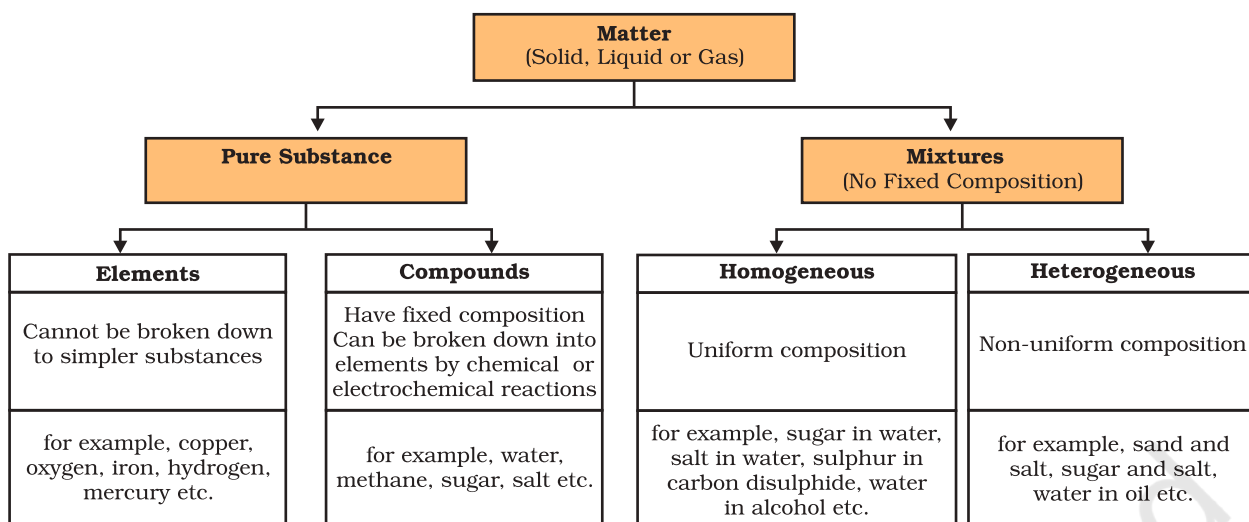 Matter
(Solid, Liquid or Gas)
Pure Substance
Mixtures
(No Fixed Composition)
Elements
Cannot be broken down
to simpler substances
for example, copper,
oxygen, iron, hydrogen,
mercury etc.
Compounds
Have fixed composition
Can be broken down into
elements by chemical or
electrochemical reactions
for example, water,
methane, sugar, salt etc.
Homogeneous
Uniform composition
for example, sugar in water,
salt in water, sulphur in
carbon disulphide, water
in alcohol etc.
Heterogeneous
Non-uniform composition
for example, sand and
salt, sugar and salt,
water in oil etc.